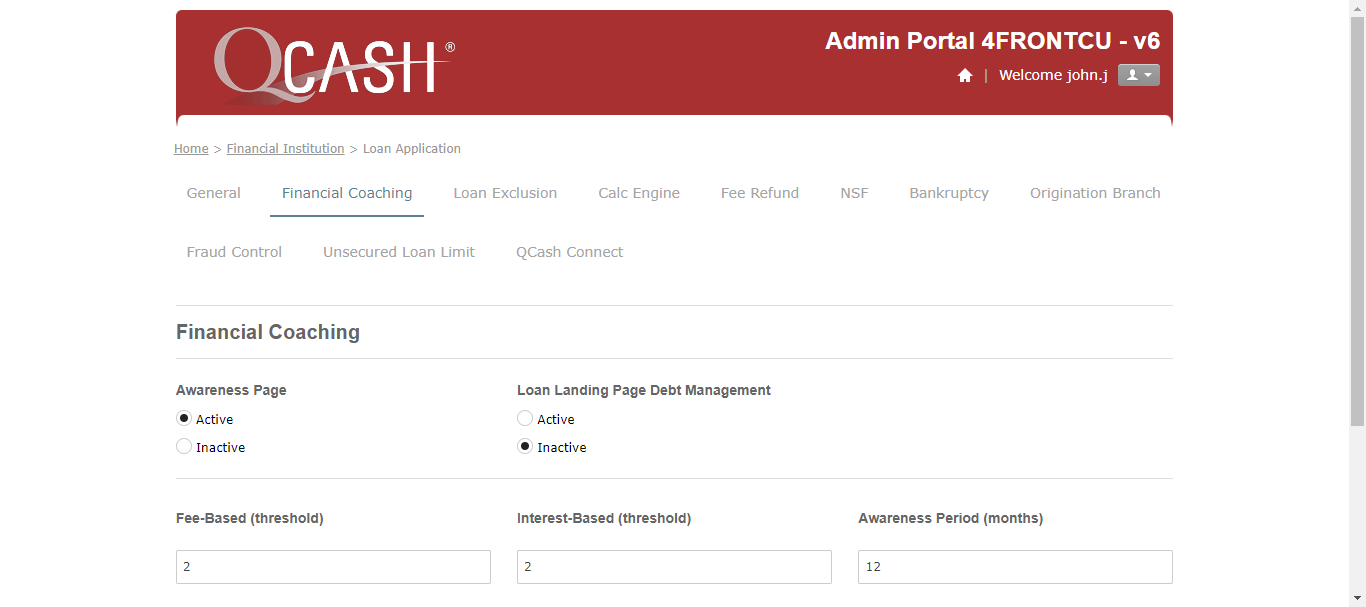 QCASH®
Admin Portal 4FRONTCU - v6
| Welcome john.j
Home > Financial Institution > Loan Application
General Financial Coaching Loan Exclusion Calc Engine Fee Refund NSF Bankruptcy Origination Branch
Fraud Control Unsecured Loan Limit QCash Connect
Financial Coaching
Awareness Page Loan Landing Page Debt Management
Active Active
Inactive Inactive
Fee-Based (threshold) Interest-Based (threshold) Awareness Period (months)
2 2 12